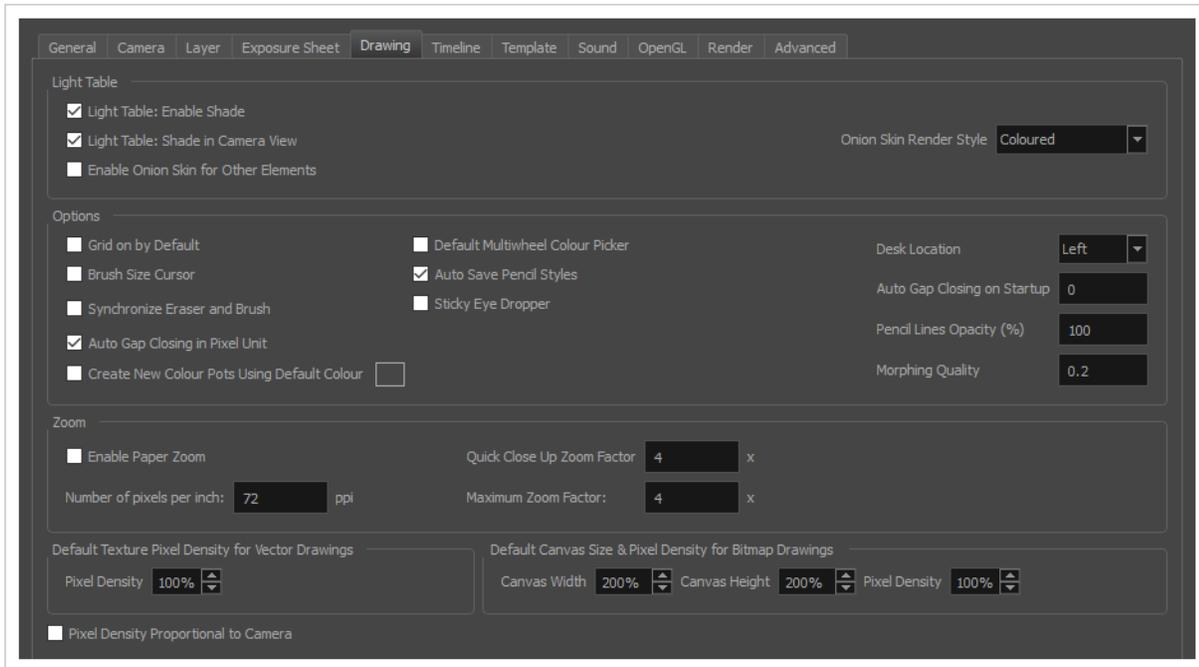 General Camera Layer Exposure Sheet Drawing Timeline Template Sound OpenGL Render Advanced
Light Table
Light Table: Enable Shade
Light Table: Shade in Camera View
Onion Skin Render Style Coloured
Enable Onion Skin for Other Elements
Options
Grid on by Default
Brush Size Cursor
Synchronize Eraser and Brush
Auto Gap Closing in Pixel Unit
Create New Colour Pots Using Default Colour
Default Multiwheel Colour Picker
Auto Save Pencil Styles
Sticky Eye Dropper
Desk Location Left
Auto Gap Closing on Startup 0
Pencil Lines Opacity (%) 100
Morphing Quality 0.2
Zoom
Enable Paper Zoom
Quick Close Up Zoom Factor 4 x
Number of pixels per inch: 72 ppi
Maximum Zoom Factor: 4 x
Default Texture Pixel Density for Vector Drawings
Pixel Density 100%
Default Canvas Size & Pixel Density for Bitmap Drawings
Canvas Width 200% Canvas Height 200% Pixel Density 100%
Pixel Density Proportional to Camera